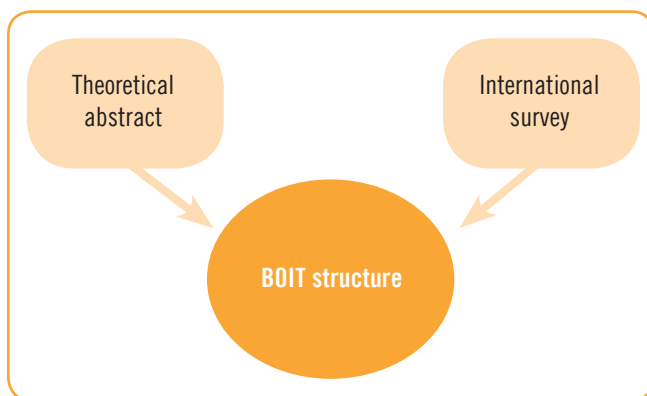 Theoretical
abstract
International
survey
BOIT structure